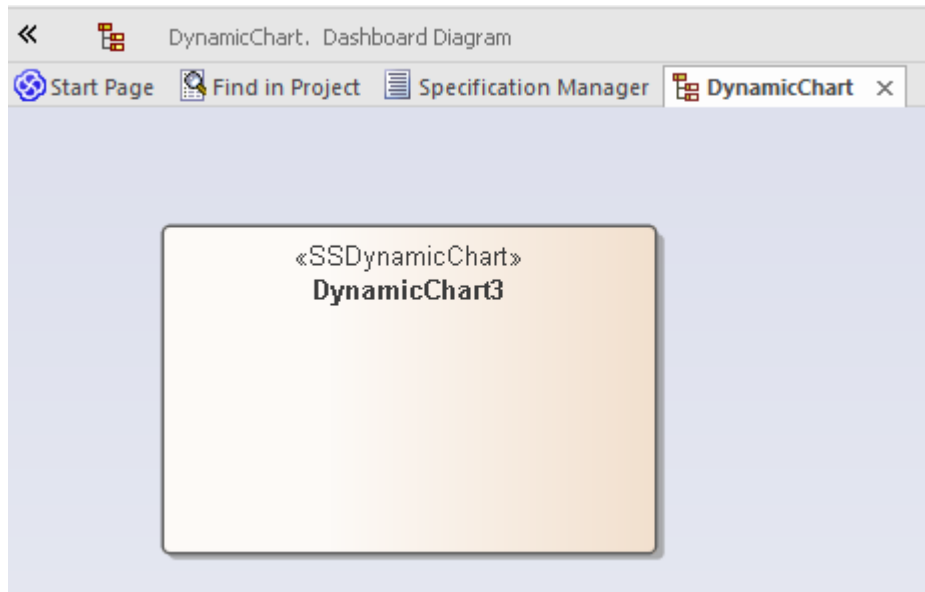 « DynamicChart. Dashboard Diagram
Start Page Find in Project Specification Manager DynamicChart ×
«SSDynamicChart»
DynamicChart3